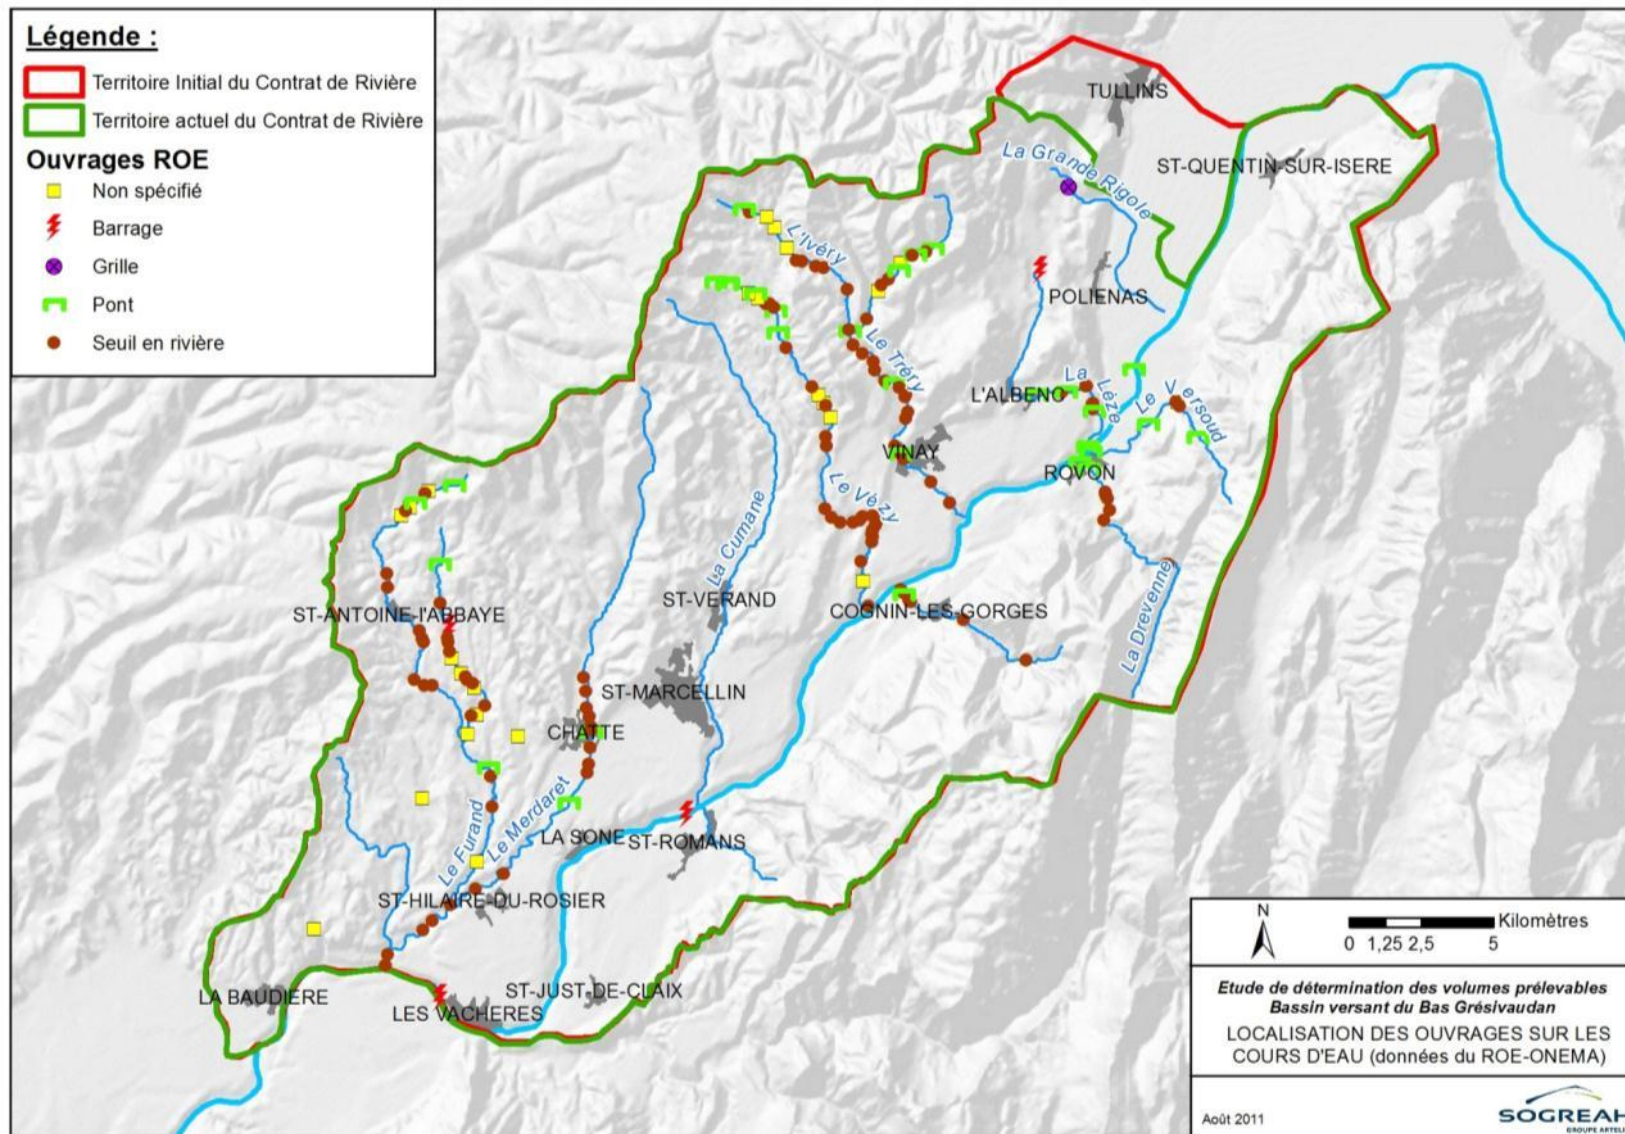 Légende :
Territoire Initial du Contrat de Rivière
Territoire actuel du Contrat de Rivière
Ouvrages ROE
Non spécifié
Barrage
Grille
Pont
Seuil en rivière
TULLINS
La Grande Rigole
ST-QUENTIN-SUR-ISERE
L'Ivéry
POLIENAS
Le Tréry
L'ALBENC
La Lèze
Le Versoud
VINAY
ROVON
Le Vézy
La Cumane
ST-VERAND
ST-ANTOINE-l'ABBAYE
COGNIN-LES-GORGES
La Drevenne
ST-MARCELLIN
CHATTE
Le Furand
Le Merdaret
LA SONE
ST-ROMANS
ST-HILAIRE-DU-ROSIER
LA BAUDIERE
LES VACHERES
ST-JUST-DE-CLAIX
N
Kilomètres
0 1,25 2,5 5
Etude de détermination des volumes prélevables
Bassin versant du Bas Grésivaudan
LOCALISATION DES OUVRAGES SUR LES
COURS D'EAU (données du ROE-ONEMA)
Août 2011
SOGREAH
GROUPE ARTELI